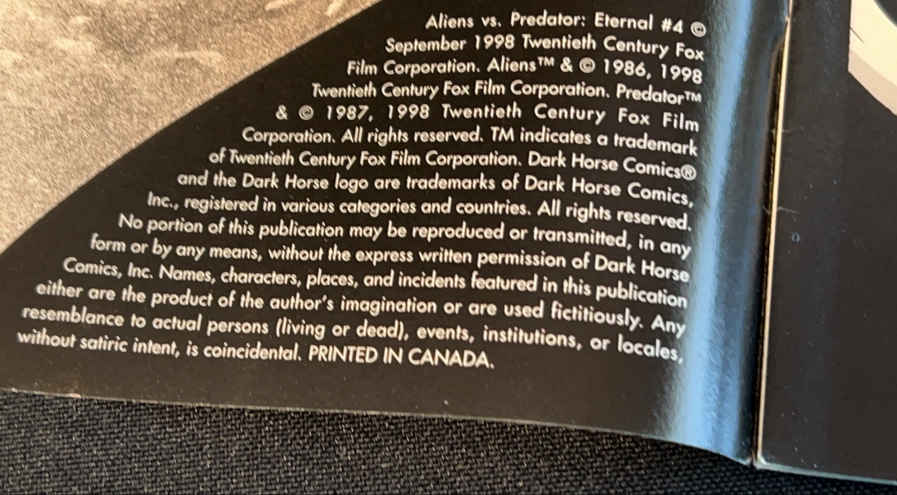 Aliens vs. Predator: Eternal #4 ©
September 1998 Twentieth Century Fox
Film Corporation. Aliens™ & © 1986, 1998
Twentieth Century Fox Film Corporation. Predator™
& © 1987, 1998 Twentieth Century Fox Film
Corporation. All rights reserved. TM indicates a trademark
of Twentieth Century Fox Film Corporation. Dark Horse Comics®
and the Dark Horse logo are trademarks of Dark Horse Comics,
Inc., registered in various categories and countries. All rights reserved.
No portion of this publication may be reproduced or transmitted, in any
form or by any means, without the express written permission of Dark Horse
Comics, Inc. Names, characters, places, and incidents featured in this publication
either are the product of the author's imagination or are used fictitiously. Any
resemblance to actual persons (living or dead), events, institutions, or locales,
without satiric intent, is coincidental. PRINTED IN CANADA.